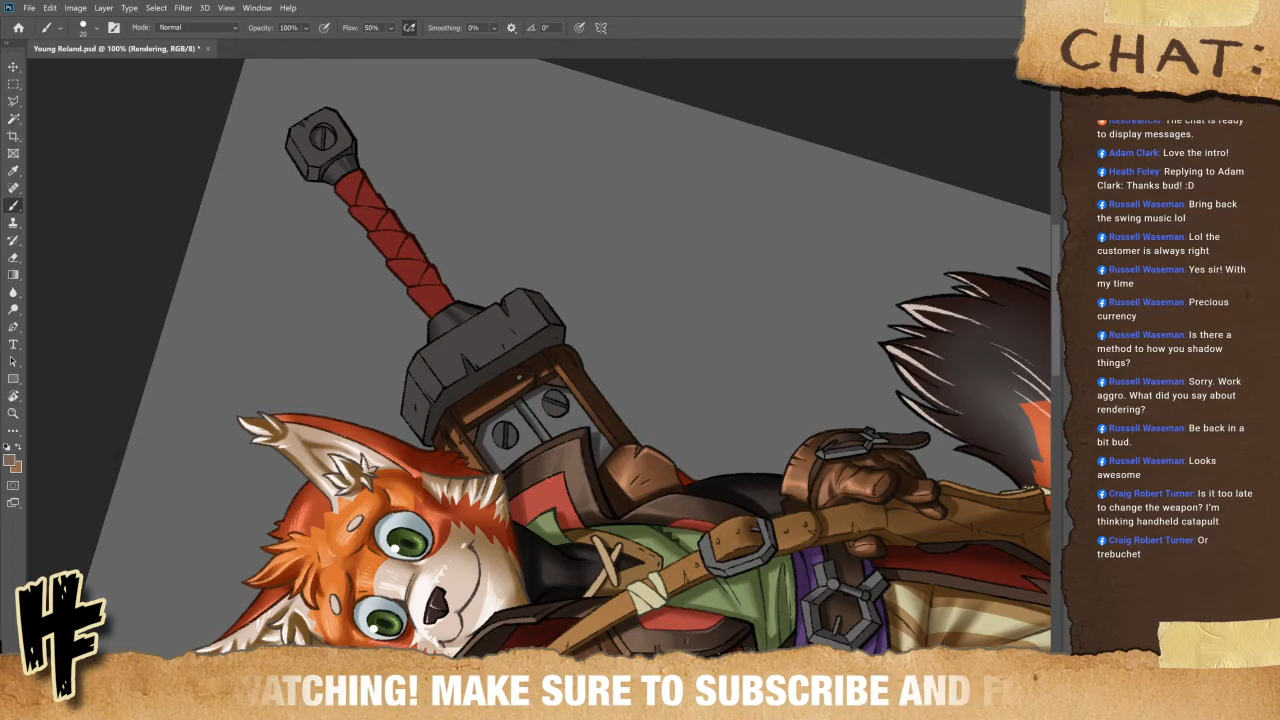 Ps File Edit Image Layer Type Select Filter 3D View Window Help
20 Mode: Normal Opacity: 100% Flow: 50% Smoothing: 0% 0°
Young Roland.psd @ 100% (Rendering, RGB/8) *
CHAT:
The chat is ready
to display messages.
Adam Clark: Love the intro!
Heath Foley: Replying to Adam
Clark: Thanks bud! :D
Russell Waseman: Bring back
the swing music lol
Russell Waseman: Lol the
customer is always right
Russell Waseman: Yes sir! With
my time
Russell Waseman: Precious
currency
Russell Waseman: Is there a
method to how you shadow
things?
Russell Waseman: Sorry. Work
aggro. What did you say about
rendering?
Russell Waseman: Be back in a
bit bud.
Russell Waseman: Looks
awesome
Craig Robert Turner: Is it too late
to change the weapon? I'm
thinking handheld catapult
Craig Robert Turner: Or
trebuchet
HF
WATCHING! MAKE SURE TO SUBSCRIBE AND